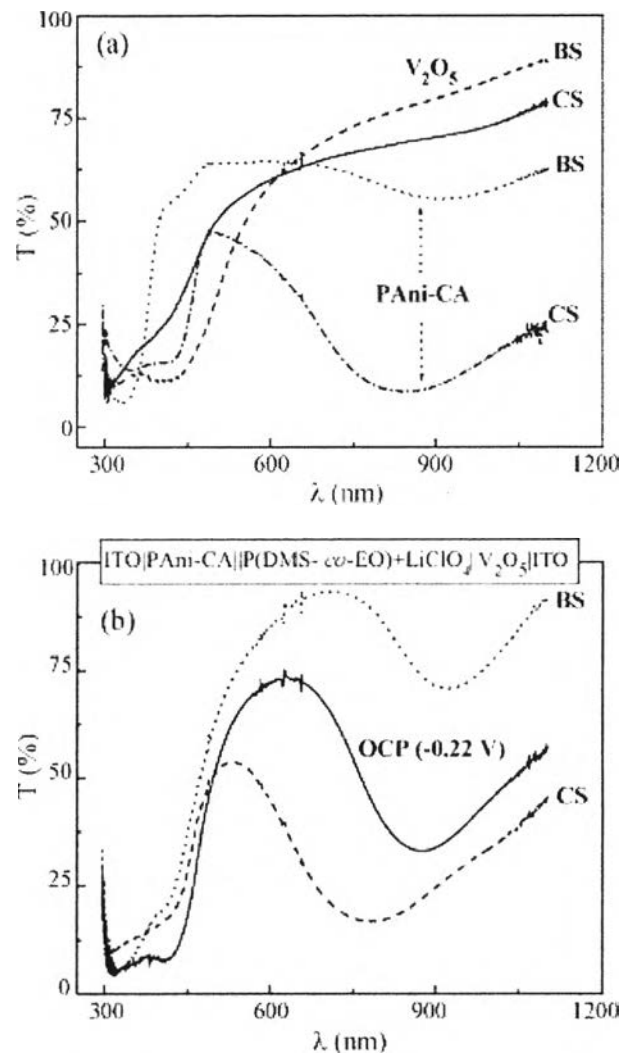 (a)
V₂O₅
BS
CS
BS
PAni-CA
CS
T (%)
100
75
50
25
0
300
600
900
1200
λ (nm)
ITO|PAni-CA||P(DMS- co-EO)+LiClO₄| V₂O₅|ITO
(b)
BS
OCP (-0.22 V)
CS
T (%)
100
75
50
25
0
300
600
900
1200
λ (nm)